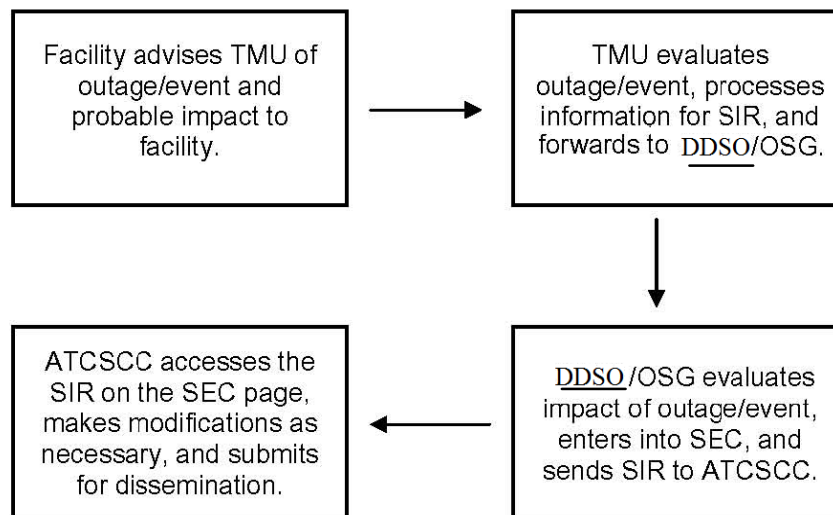 Facility advises TMU of
outage/event and
probable impact to
facility.
TMU evaluates
outage/event, processes
information for SIR, and
forwards to DDSO/OSG.
DDSO/OSG evaluates
impact of outage/event,
enters into SEC, and
sends SIR to ATCSCC.
ATCSCC accesses the
SIR on the SEC page,
makes modifications as
necessary, and submits
for dissemination.